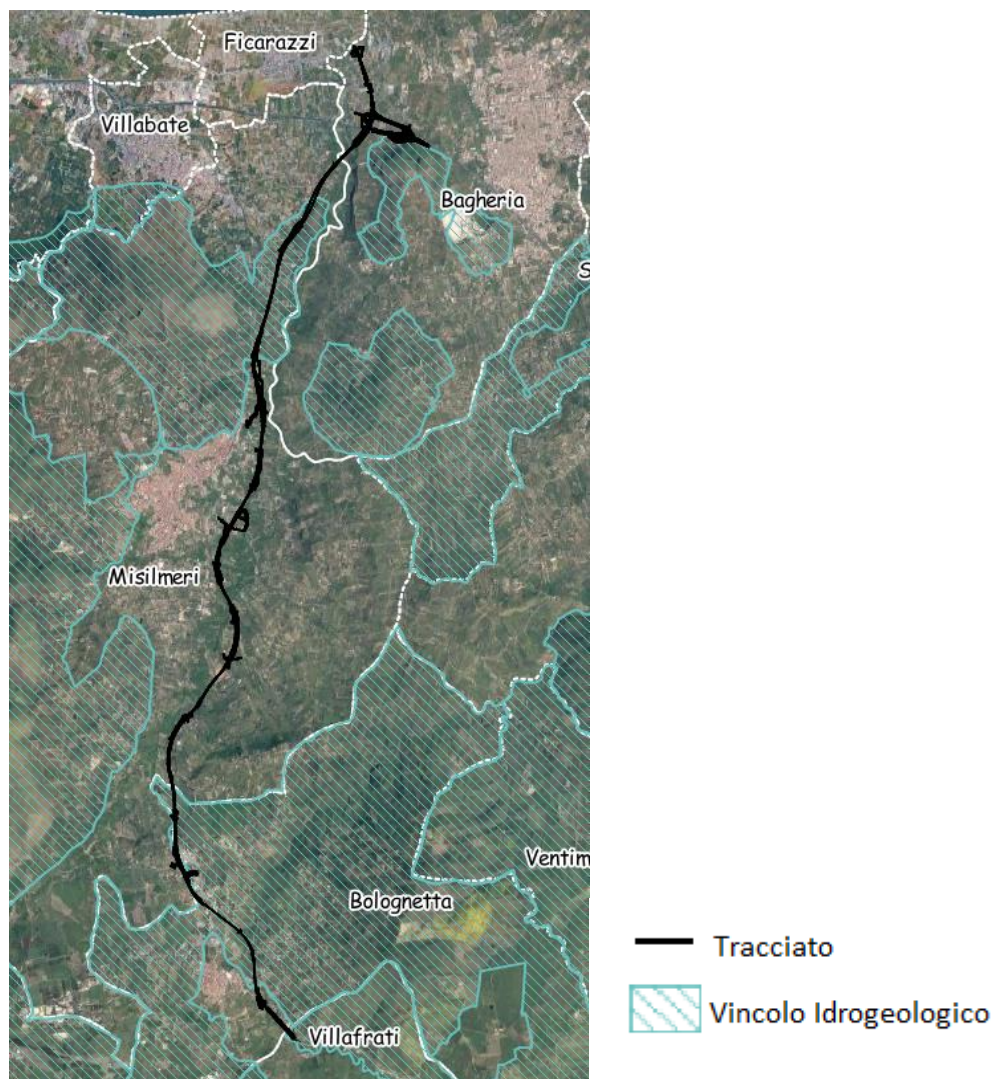 Ficarazzi
Villabate
Bagheria
S
Misilmeri
Ventim
Bolognetta
Villafrati
Tracciato
Vincolo Idrogeologico